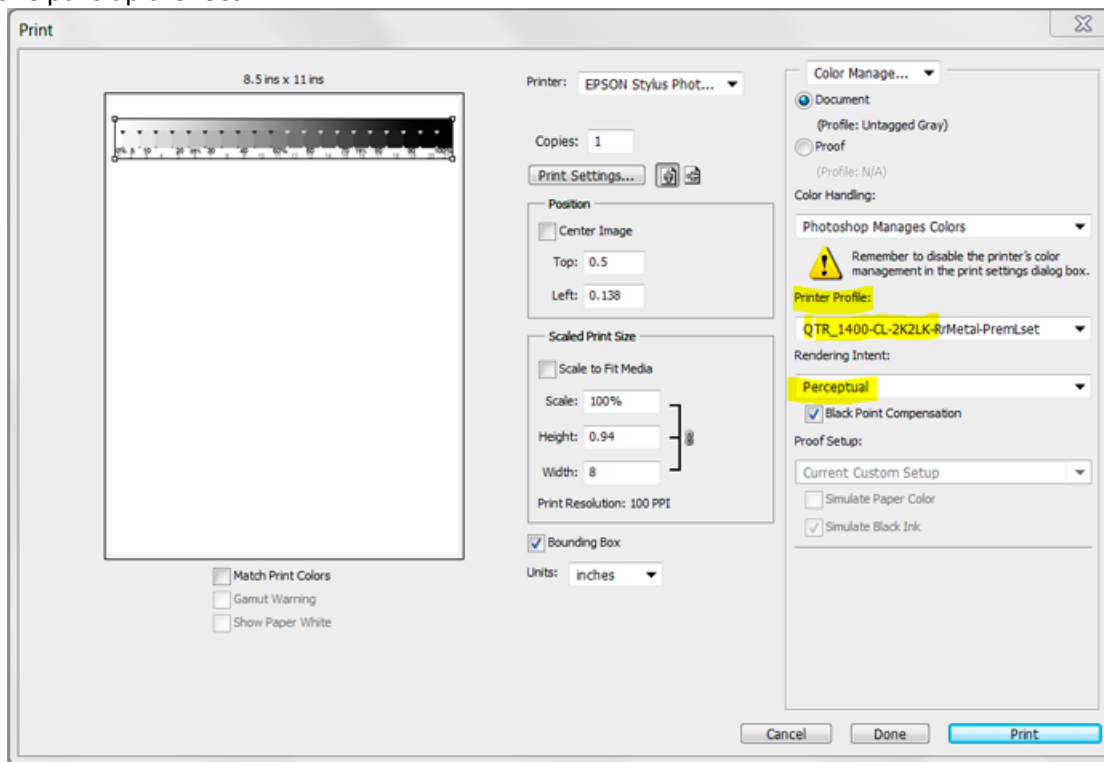 Print
8.5 ins x 11 ins
Match Print Colors
Gamut Warning
Show Paper White
Printer: EPSON Stylus Phot...
Copies: 1
Print Settings...
Position
Center Image
Top: 0.5
Left: 0.138
Scaled Print Size
Scale to Fit Media
Scale: 100%
Height: 0.94
Width: 8
Print Resolution: 100 PPI
Bounding Box
Units: inches
Color Manage...
Document
(Profile: Untagged Gray)
Proof
(Profile: N/A)
Color Handling:
Photoshop Manages Colors
Remember to disable the printer's color
management in the print settings dialog box.
Printer Profile:
QTR_1400-CL-2K2LK-RrMetal-PremLset
Rendering Intent:
Perceptual
Black Point Compensation
Proof Setup:
Current Custom Setup
Simulate Paper Color
Simulate Black Ink
Cancel
Done
Print